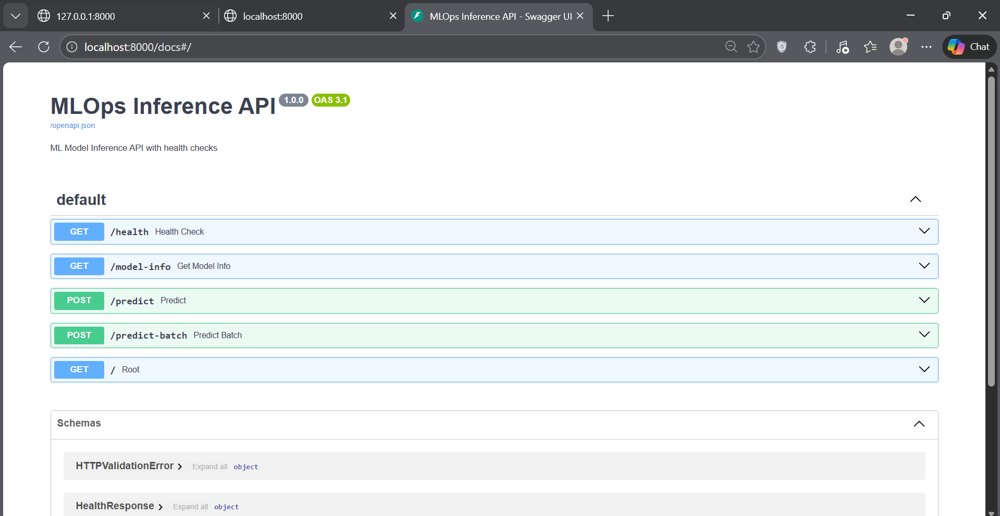 127.0.0.1:8000
localhost:8000
MLOps Inference API - Swagger UI
localhost:8000/docs#/
Chat
MLOps Inference API 1.0.0 OAS 3.1
/openapi.json
ML Model Inference API with health checks
default
GET /health Health Check
GET /model-info Get Model Info
POST /predict Predict
POST /predict-batch Predict Batch
GET / Root
Schemas
HTTPValidationError Expand all object
HealthResponse Expand all object